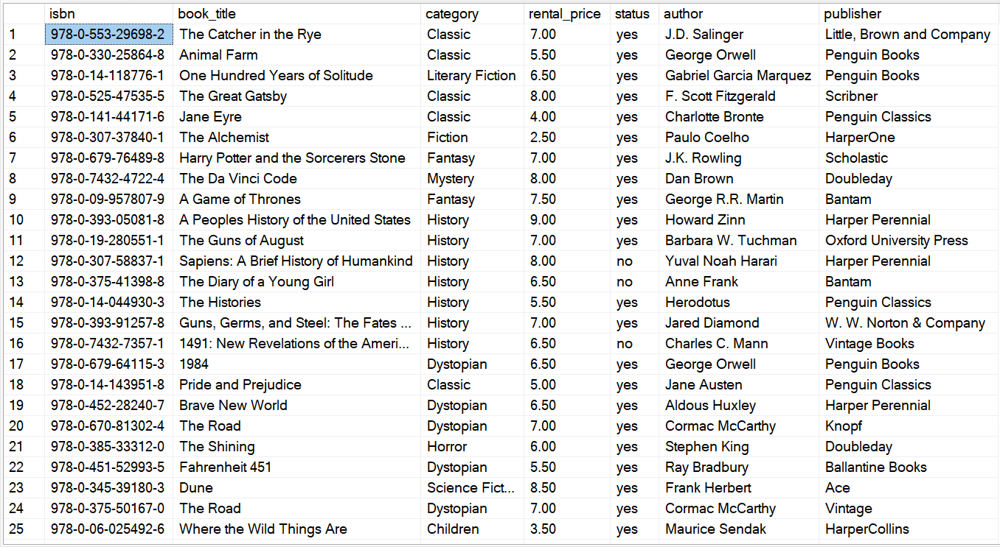 isbn book_title category rental_price status author publisher
1 978-0-553-29698-2 The Catcher in the Rye Classic 7.00 yes J.D. Salinger Little, Brown and Company
2 978-0-330-25864-8 Animal Farm Classic 5.50 yes George Orwell Penguin Books
3 978-0-14-118776-1 One Hundred Years of Solitude Literary Fiction 6.50 yes Gabriel Garcia Marquez Penguin Books
4 978-0-525-47535-5 The Great Gatsby Classic 8.00 yes F. Scott Fitzgerald Scribner
5 978-0-141-44171-6 Jane Eyre Classic 4.00 yes Charlotte Bronte Penguin Classics
6 978-0-307-37840-1 The Alchemist Fiction 2.50 yes Paulo Coelho HarperOne
7 978-0-679-76489-8 Harry Potter and the Sorcerers Stone Fantasy 7.00 yes J.K. Rowling Scholastic
8 978-0-7432-4722-4 The Da Vinci Code Mystery 8.00 yes Dan Brown Doubleday
9 978-0-09-957807-9 A Game of Thrones Fantasy 7.50 yes George R.R. Martin Bantam
10 978-0-393-05081-8 A Peoples History of the United States History 9.00 yes Howard Zinn Harper Perennial
11 978-0-19-280551-1 The Guns of August History 7.00 yes Barbara W. Tuchman Oxford University Press
12 978-0-307-58837-1 Sapiens: A Brief History of Humankind History 8.00 no Yuval Noah Harari Harper Perennial
13 978-0-375-41398-8 The Diary of a Young Girl History 6.50 no Anne Frank Bantam
14 978-0-14-044930-3 The Histories History 5.50 yes Herodotus Penguin Classics
15 978-0-393-91257-8 Guns, Germs, and Steel: The Fates ... History 7.00 yes Jared Diamond W. W. Norton & Company
16 978-0-7432-7357-1 1491: New Revelations of the Ameri... History 6.50 no Charles C. Mann Vintage Books
17 978-0-679-64115-3 1984 Dystopian 6.50 yes George Orwell Penguin Books
18 978-0-14-143951-8 Pride and Prejudice Classic 5.00 yes Jane Austen Penguin Classics
19 978-0-452-28240-7 Brave New World Dystopian 6.50 yes Aldous Huxley Harper Perennial
20 978-0-670-81302-4 The Road Dystopian 7.00 yes Cormac McCarthy Knopf
21 978-0-385-33312-0 The Shining Horror 6.00 yes Stephen King Doubleday
22 978-0-451-52993-5 Fahrenheit 451 Dystopian 5.50 yes Ray Bradbury Ballantine Books
23 978-0-345-39180-3 Dune Science Fict... 8.50 yes Frank Herbert Ace
24 978-0-375-50167-0 The Road Dystopian 7.00 yes Cormac McCarthy Vintage
25 978-0-06-025492-6 Where the Wild Things Are Children 3.50 yes Maurice Sendak HarperCollins